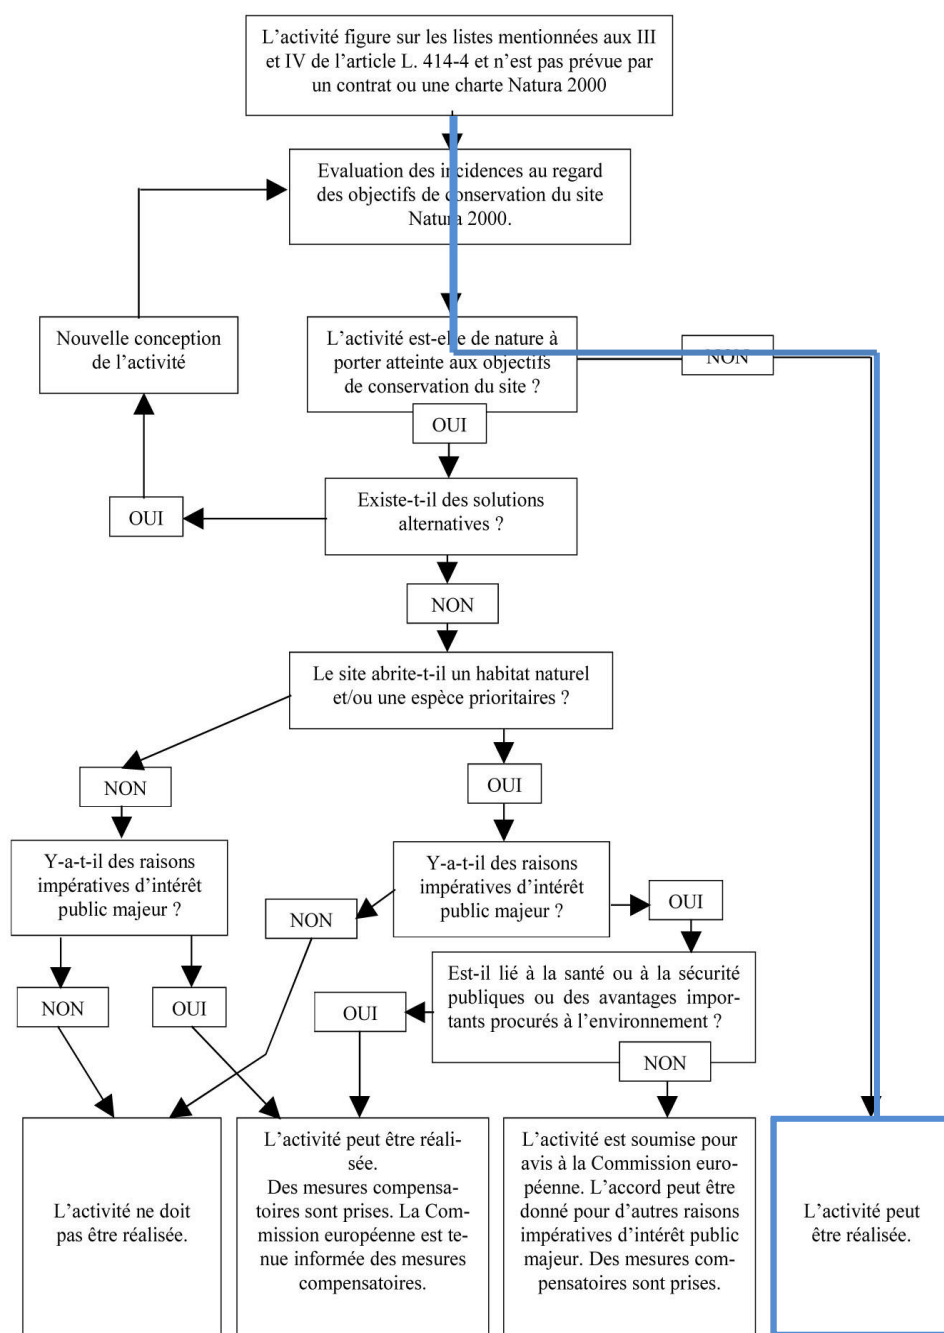 L’activité figure sur les listes mentionnées aux III
et IV de l’article L. 414-4 et n’est pas prévue par
un contrat ou une charte Natura 2000
Evaluation des incidences au regard
des objectifs de conservation du site
Natura 2000.
Nouvelle conception
de l’activité
L’activité est-elle de nature à
porter atteinte aux objectifs
de conservation du site ?
NON
OUI
Existe-t-il des solutions
alternatives ?
OUI
NON
Le site abrite-t-il un habitat naturel
et/ou une espèce prioritaires ?
NON
OUI
Y-a-t-il des raisons
impératives d’intérêt
public majeur ?
Y-a-t-il des raisons
impératives d’intérêt
public majeur ?
OUI
NON
Est-il lié à la santé ou à la sécurité
publiques ou des avantages impor-
tants procurés à l’environnement ?
NON
OUI
OUI
NON
L’activité ne doit
pas être réalisée.
L’activité peut être réali-
sée.
Des mesures compensa-
toires sont prises. La Com-
mission européenne est te-
nue informée des mesures
compensatoires.
L’activité est soumise pour
avis à la Commission euro-
péenne. L’accord peut être
donné pour d’autres raisons
impératives d’intérêt public
majeur. Des mesures com-
pensatoires sont prises.
L’activité peut
être réalisée.